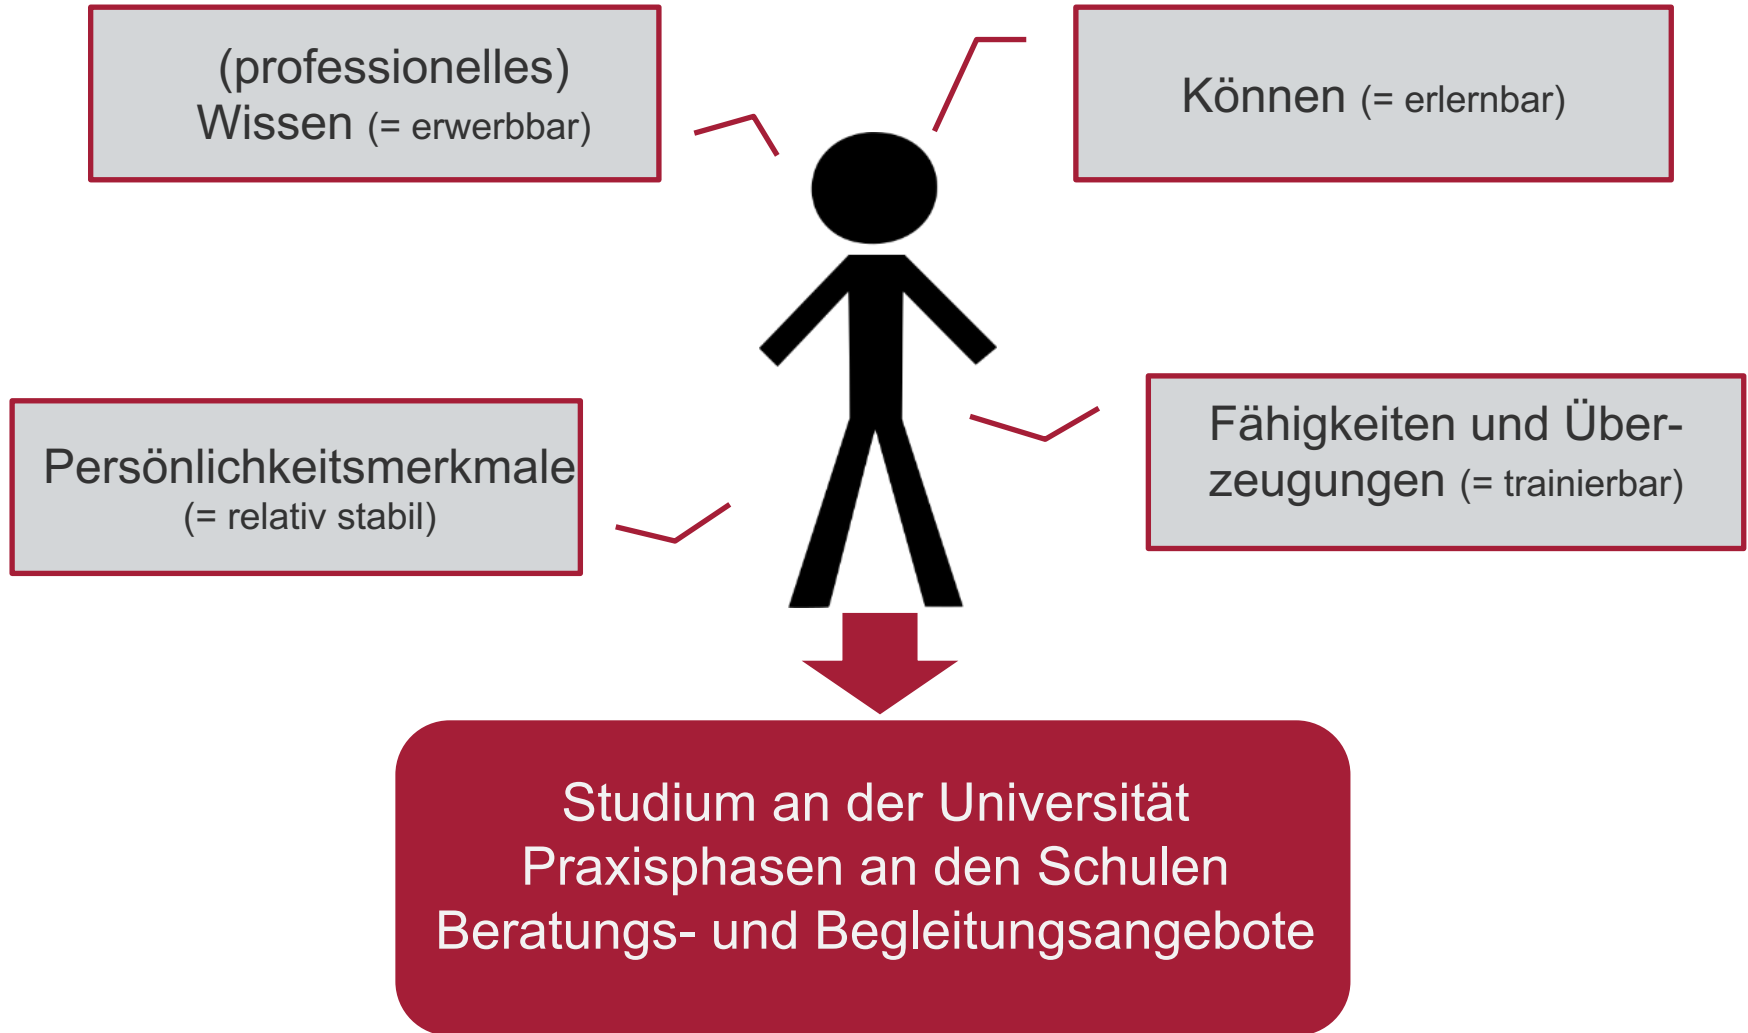 (professionelles)
Wissen (= erwerbbar)
Können (= erlernbar)
Persönlichkeitsmerkmale
(= relativ stabil)
Fähigkeiten und Über-
zeugungen (= trainierbar)
Studium an der Universität
Praxisphasen an den Schulen
Beratungs- und Begleitungsangebote